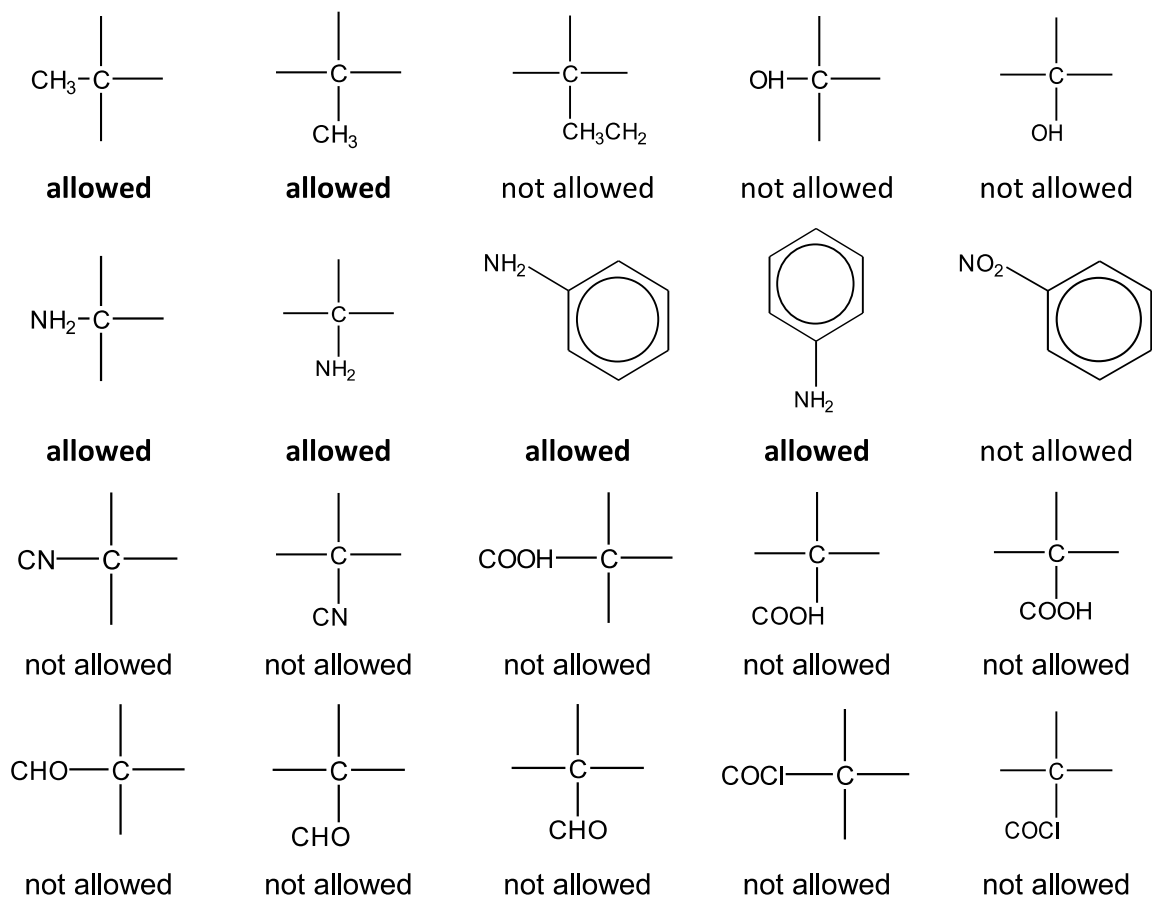 CH₃ C C C OH C C
CH₃ CH₃CH₂ OH
allowed allowed not allowed not allowed not allowed
NH₂ C C NH₂ NO₂
NH₂ NH₂
allowed allowed allowed allowed not allowed
CN C C COOH C C C
CN COOH COOH
not allowed not allowed not allowed not allowed not allowed
CHO C C C COCl C C
CHO CHO COCl
not allowed not allowed not allowed not allowed not allowed